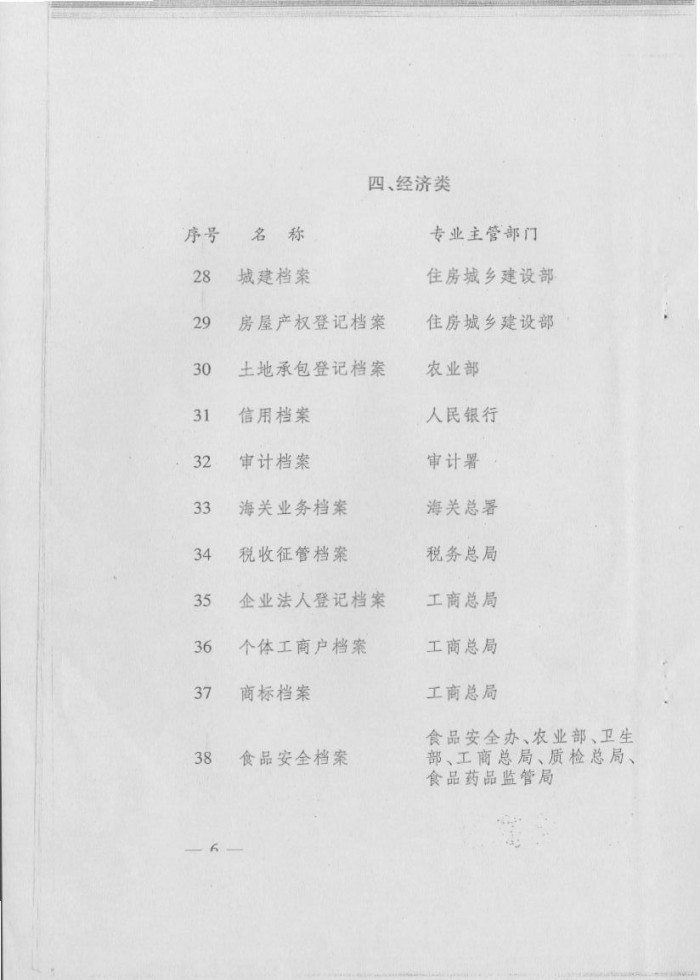 四、经济类
序号 名 称 专业主管部门
28 城建档案 住房城乡建设部
29 房屋产权登记档案 住房城乡建设部
30 土地承包登记档案 农业部
31 信用档案 人民银行
32 审计档案 审计署
33 海关业务档案 海关总署
34 税收征管档案 税务总局
35 企业法人登记档案 工商总局
36 个体工商户档案 工商总局
37 商标档案 工商总局
38 食品安全档案 食品安全办、农业部、卫生
部、工商总局、质检总局、
食品药品监管局
— 6 —